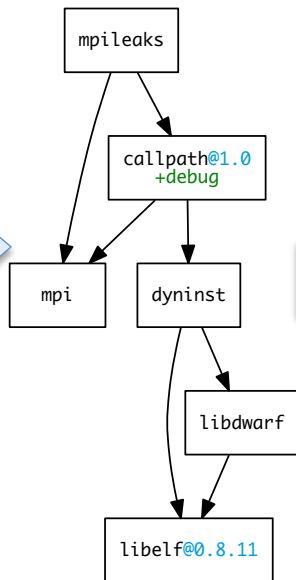 mpileaks
callpath@1.0
+debug
mpi
dyninst
libdwarf
libelf@0.8.11